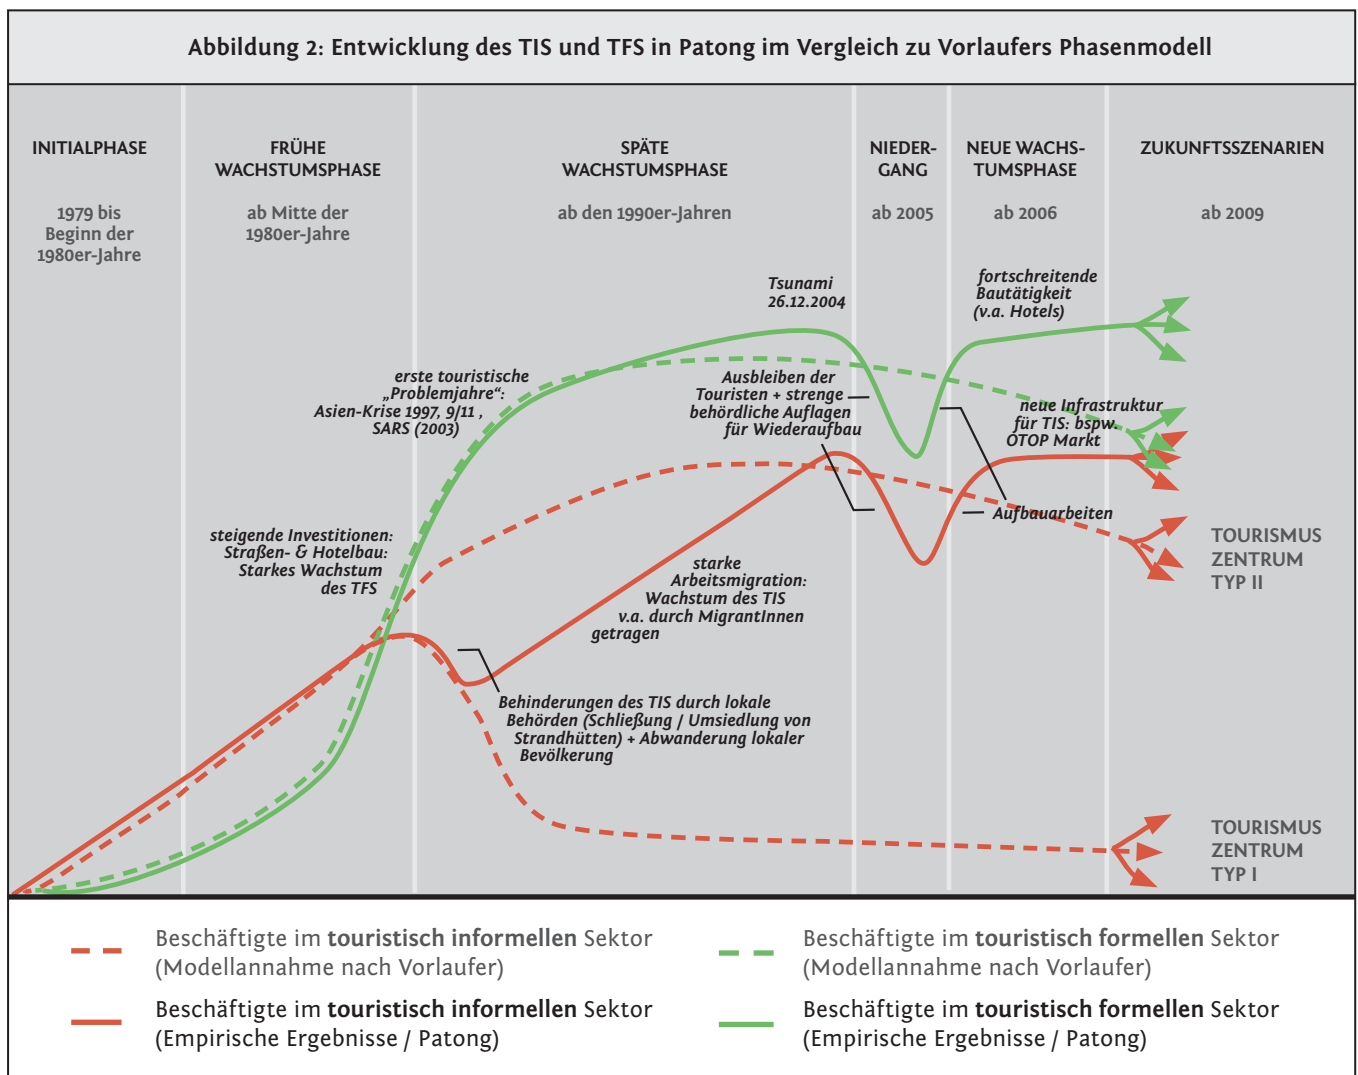 Abbildung 2: Entwicklung des TIS und TFS in Patong im Vergleich zu Vorlaufers Phasenmodell
INITIALPHASE
1979 bis
Beginn der
1980er-Jahre
FRÜHE
WACHSTUMSPHASE
ab Mitte der
1980er-Jahre
SPÄTE
WACHSTUMSPHASE
ab den 1990er-Jahren
NIEDER-
GANG
ab 2005
NEUE WACHS-
TUMSPHASE
ab 2006
ZUKUNFTSSZENARIEN
ab 2009
Tsunami
26.12.2004
fortschreitende
Bautätigkeit
(v.a. Hotels)
erste touristische
„Problemjahre“:
Asien-Krise 1997, 9/11 ,
SARS (2003)
Ausbleiben der
Touristen + strenge
behördliche Auflagen
für Wiederaufbau
neue Infrastruktur
für TIS: bspw.
OTOP Markt
Aufbauarbeiten
steigende Investitionen:
Straßen- & Hotelbau:
Starkes Wachstum
des TFS
starke
Arbeitsmigration:
Wachstum des TIS
v.a. durch MigrantInnen
getragen
Behinderungen des TIS durch lokale
Behörden (Schließung / Umsiedlung von
Strandhütten) + Abwanderung lokaler
Bevölkerung
TOURISMUS
ZENTRUM
TYP II
TOURISMUS
ZENTRUM
TYP I
Beschäftigte im touristisch informellen Sektor
(Modellannahme nach Vorlaufer)
Beschäftigte im touristisch informellen Sektor
(Empirische Ergebnisse / Patong)
Beschäftigte im touristisch formellen Sektor
(Modellannahme nach Vorlaufer)
Beschäftigte im touristisch formellen Sektor
(Empirische Ergebnisse / Patong)